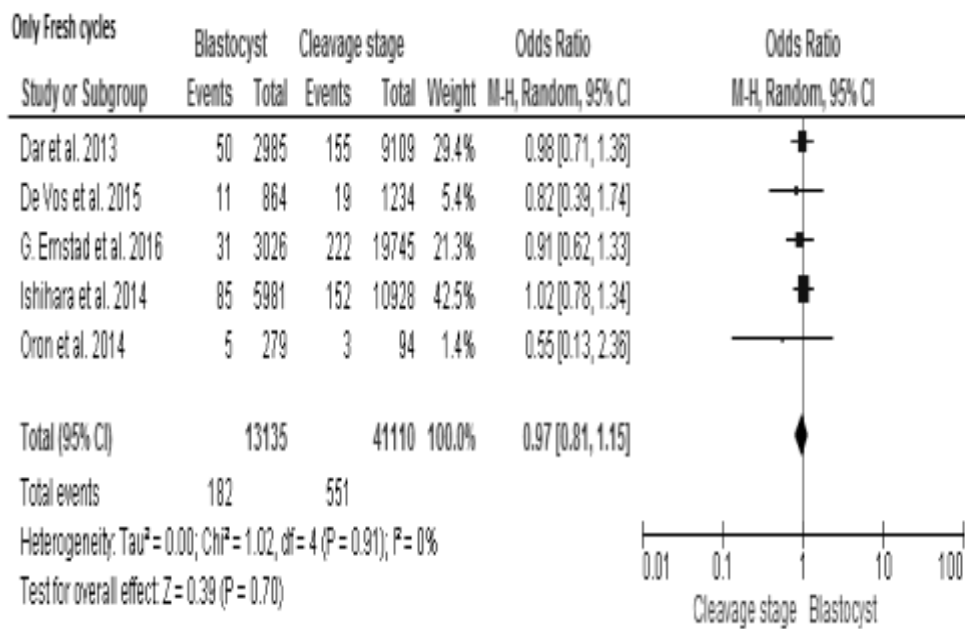 Only Fresh cycles
Blastocyst Cleavage stage Odds Ratio Odds Ratio
Study or Subgroup Events Total Events Total Weight M-H, Random, 95% CI M-H, Random, 95% CI
Dar et al. 2013 50 2985 155 9109 29.4% 0.98 [0.71, 1.36]
De Vos et al. 2015 11 864 19 1234 5.4% 0.82 [0.39, 1.74]
G. Ernstad et al. 2016 31 3026 222 19745 21.3% 0.91 [0.62, 1.33]
Ishihara et al. 2014 85 5981 152 10928 42.5% 1.02 [0.78, 1.34]
Oron et al. 2014 5 279 3 94 1.4% 0.55 [0.13, 2.36]
Total (95% CI) 13135 41110 100.0% 0.97 [0.81, 1.15]
Total events 182 551
Heterogeneity: Tau² = 0.00; Chi² = 1.02, df = 4 (P = 0.91); I² = 0%
Test for overall effect: Z = 0.39 (P = 0.70)
0.01 0.1 1 10 100
Cleavage stage Blastocyst